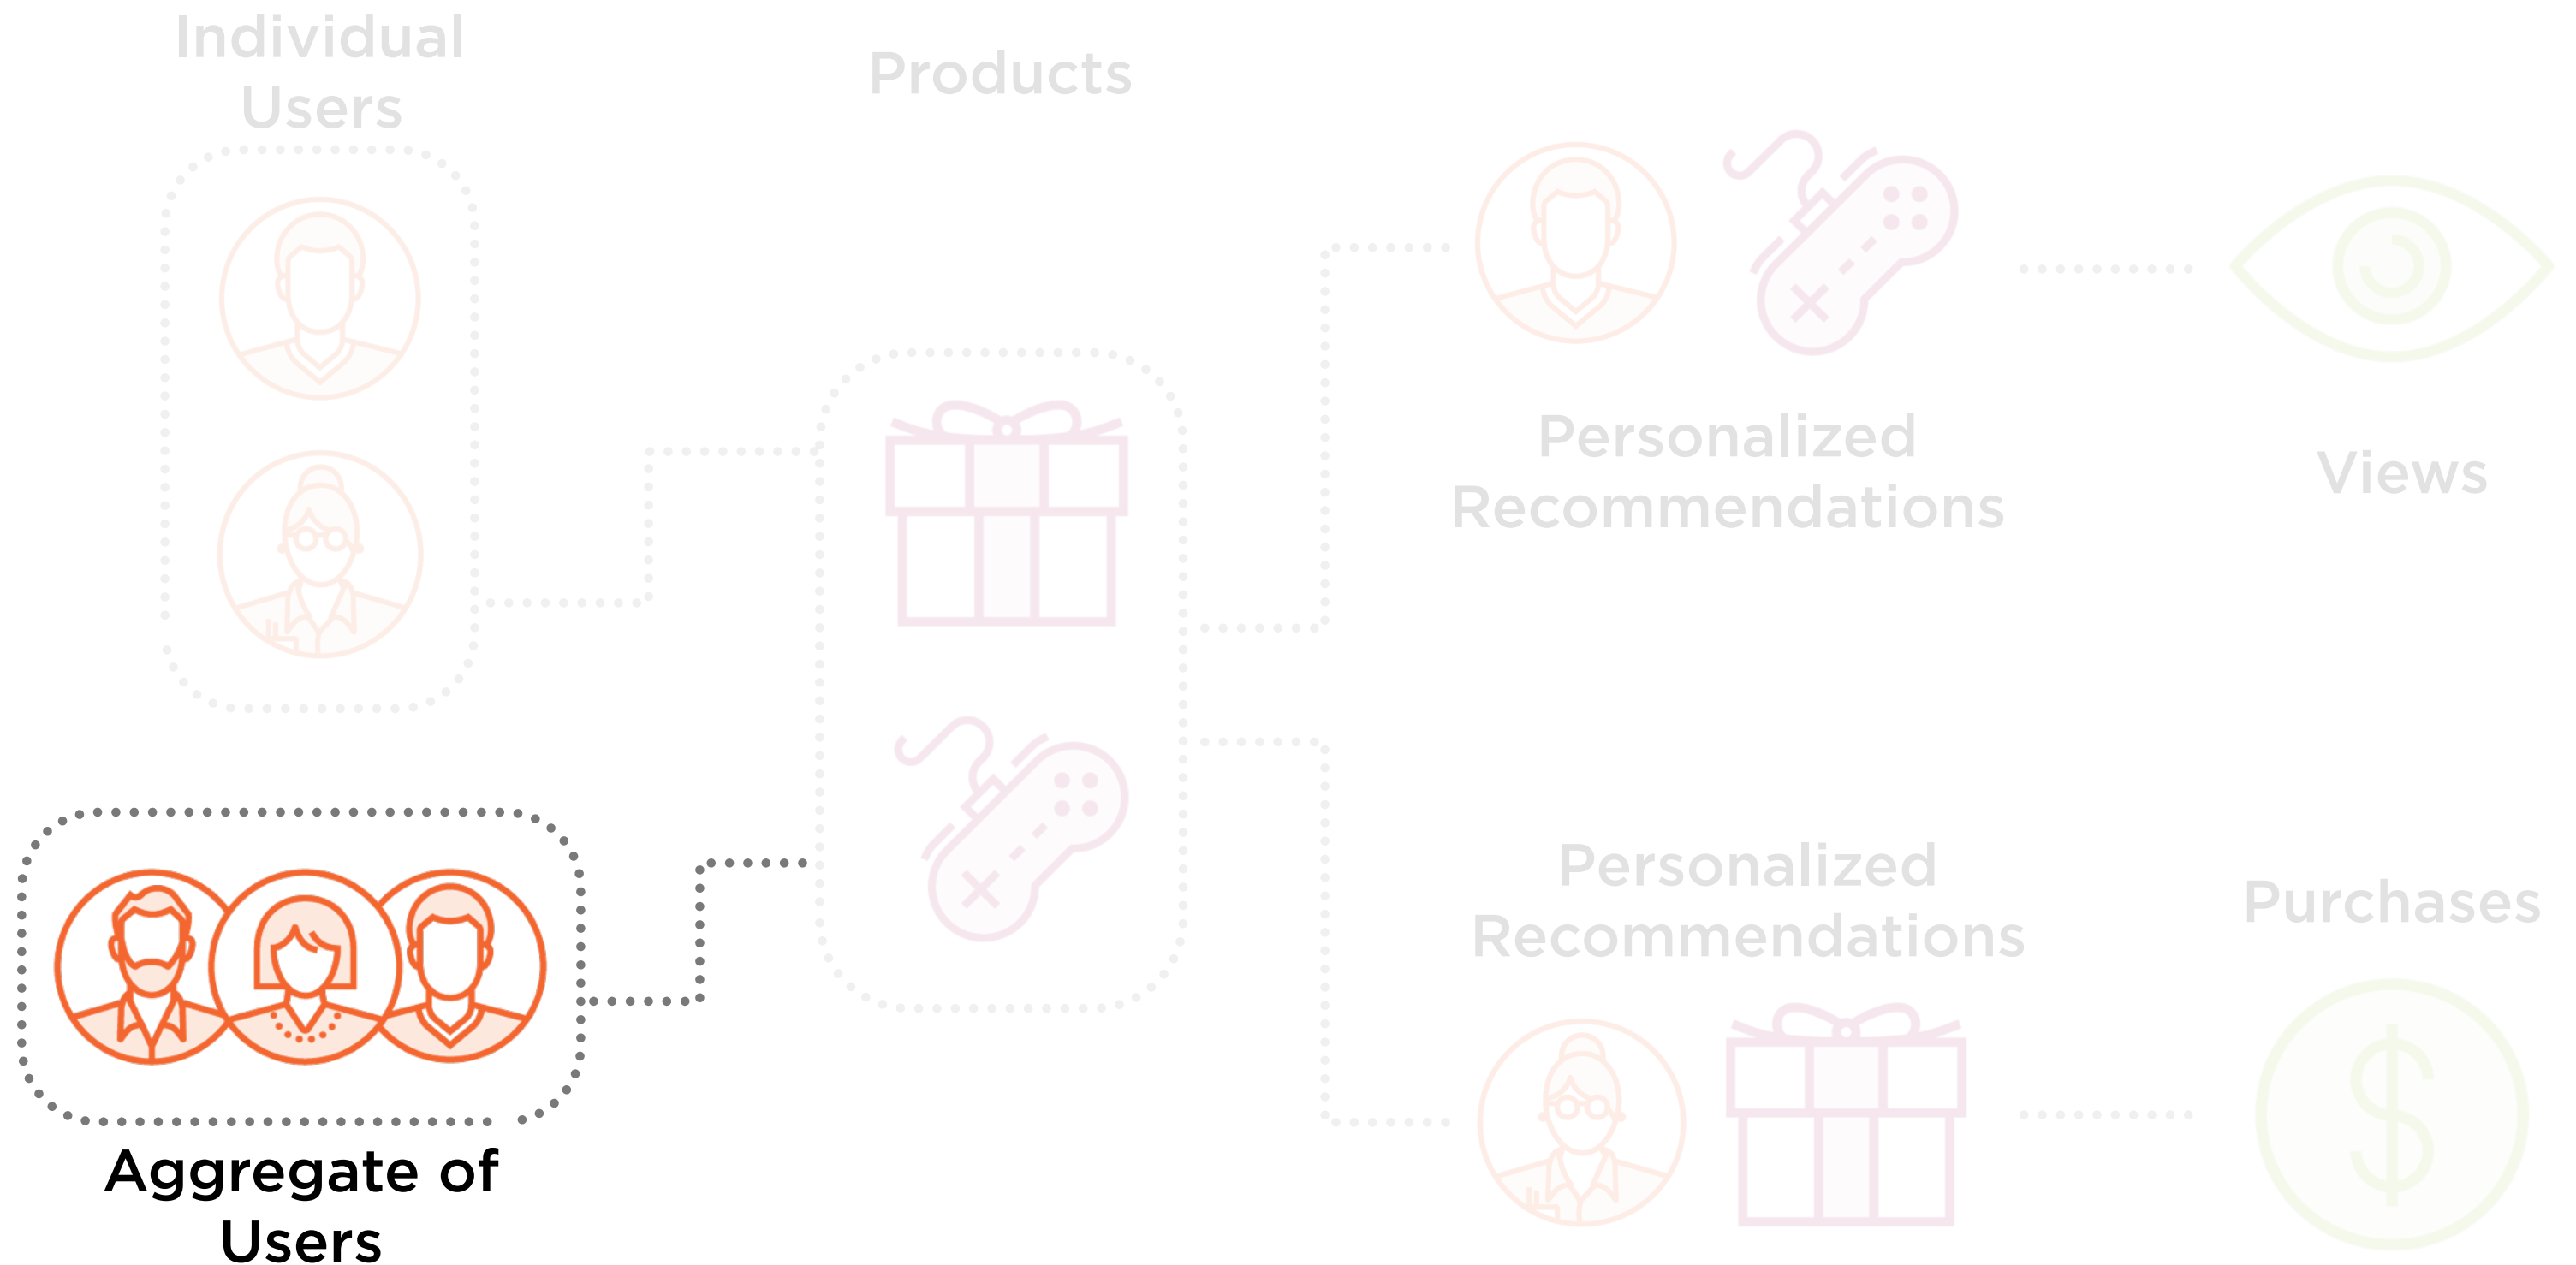 Individual
Users
Products
Personalized
Recommendations
Views
Aggregate of
Users
Personalized
Recommendations
Purchases